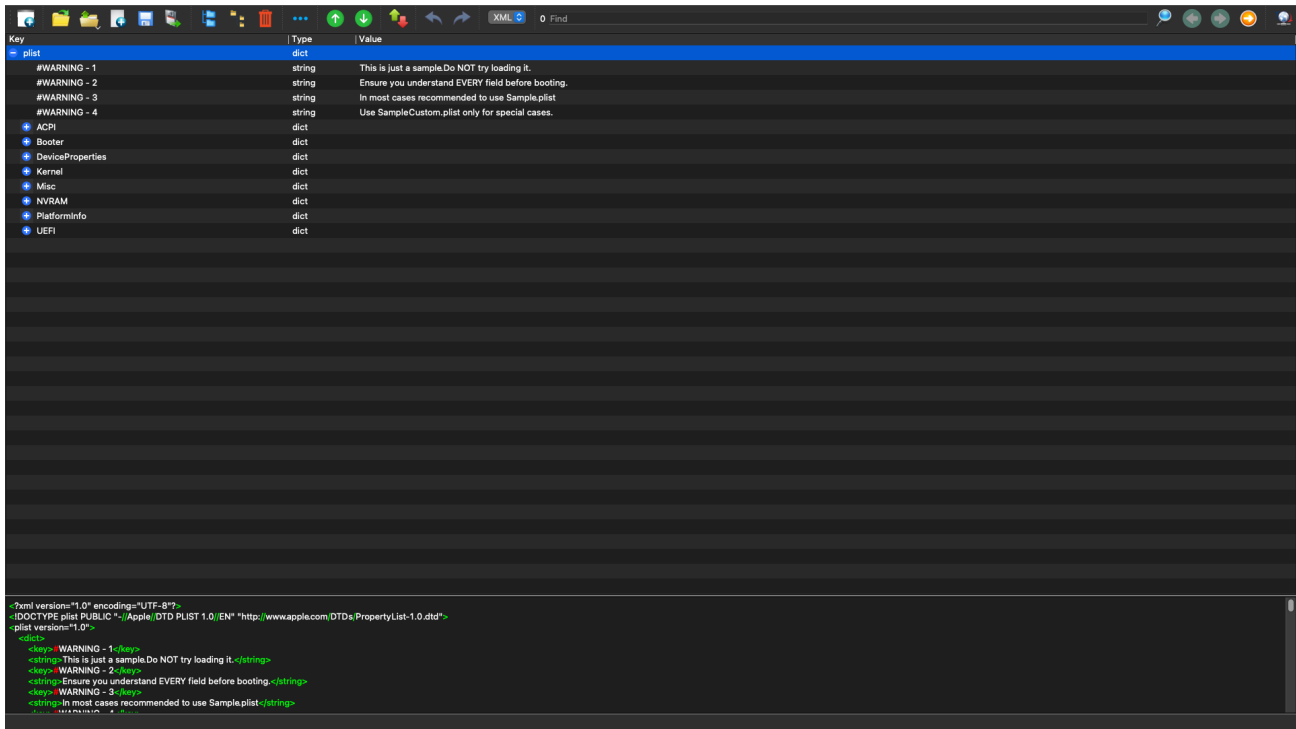 XML 0 Find
Key Type Value
plist dict
#WARNING - 1 string This is just a sample.Do NOT try loading it.
#WARNING - 2 string Ensure you understand EVERY field before booting.
#WARNING - 3 string In most cases recommended to use Sample.plist
#WARNING - 4 string Use SampleCustom.plist only for special cases.
ACPI dict
Booter dict
DeviceProperties dict
Kernel dict
Misc dict
NVRAM dict
PlatformInfo dict
UEFI dict
<?xml version="1.0" encoding="UTF-8"?>
<!DOCTYPE plist PUBLIC "-//Apple//DTD PLIST 1.0//EN" "http://www.apple.com/DTDs/PropertyList-1.0.dtd">
<plist version="1.0">
<dict>
<key>#WARNING - 1</key>
<string>This is just a sample.Do NOT try loading it.</string>
<key>#WARNING - 2</key>
<string>Ensure you understand EVERY field before booting.</string>
<key>#WARNING - 3</key>
<string>In most cases recommended to use Sample.plist</string>
<key>#WARNING - 4</key>